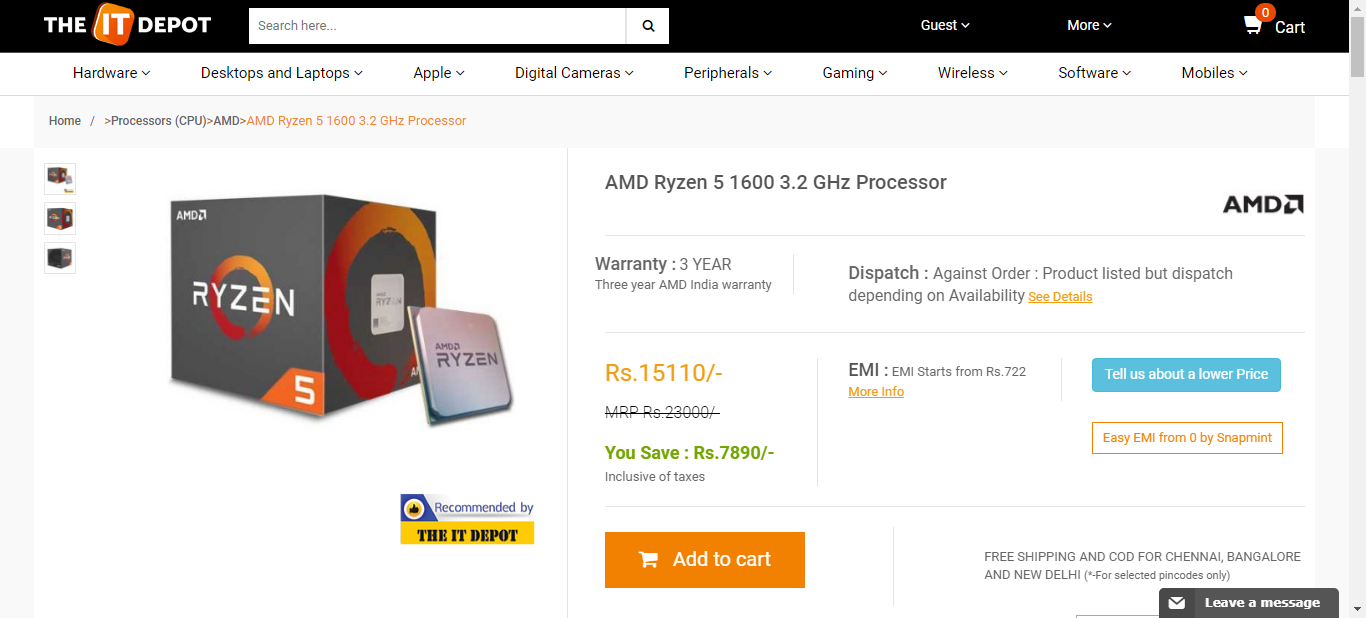 THE IT DEPOT
Search here...
Guest
More
0
Cart
Hardware
Desktops and Laptops
Apple
Digital Cameras
Peripherals
Gaming
Wireless
Software
Mobiles
Home / >Processors (CPU)>AMD>AMD Ryzen 5 1600 3.2 GHz Processor
AMD
RYZEN
5
AMD
RYZEN
Recommended by
THE IT DEPOT
AMD Ryzen 5 1600 3.2 GHz Processor
AMD
Warranty : 3 YEAR
Three year AMD India warranty
Dispatch : Against Order : Product listed but dispatch
depending on Availability See Details
Rs.15110/-
MRP Rs.23000/-
You Save : Rs.7890/-
Inclusive of taxes
EMI : EMI Starts from Rs.722
More Info
Tell us about a lower Price
Easy EMI from 0 by Snapmint
Add to cart
FREE SHIPPING AND COD FOR CHENNAI, BANGALORE
AND NEW DELHI (*-For selected pincodes only)
Leave a message